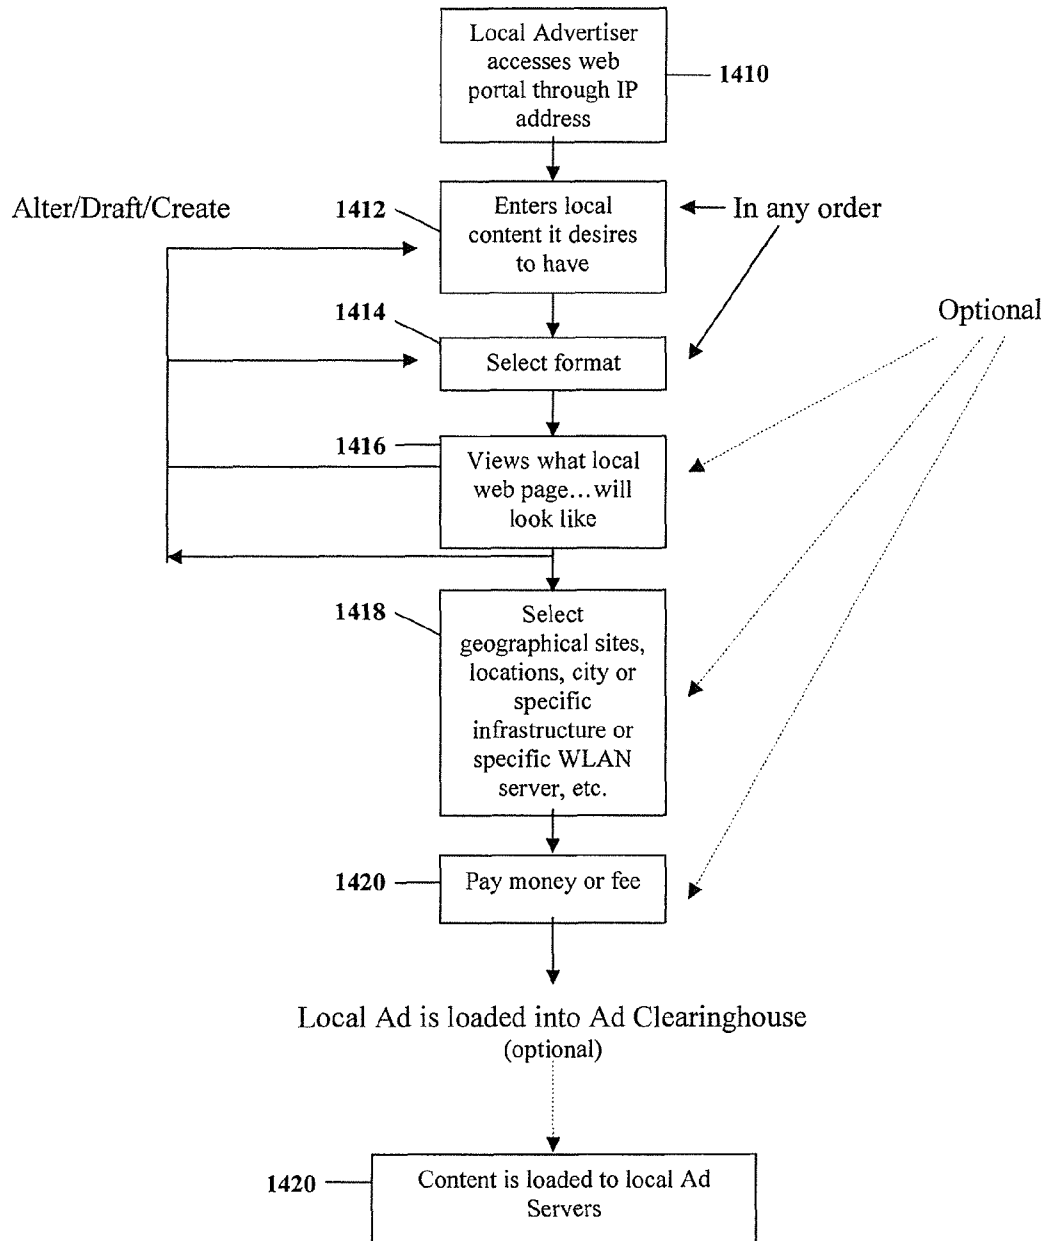 Local Advertiser
accesses web
portal through IP
address
1410
Alter/Draft/Create
1412
Enters local
content it desires
to have
In any order
Optional
1414
Select format
1416
Views what local
web page…will
look like
1418
Select
geographical sites,
locations, city or
specific
infrastructure or
specific WLAN
server, etc.
1420
Pay money or fee
Local Ad is loaded into Ad Clearinghouse
(optional)
1420
Content is loaded to local Ad
Servers